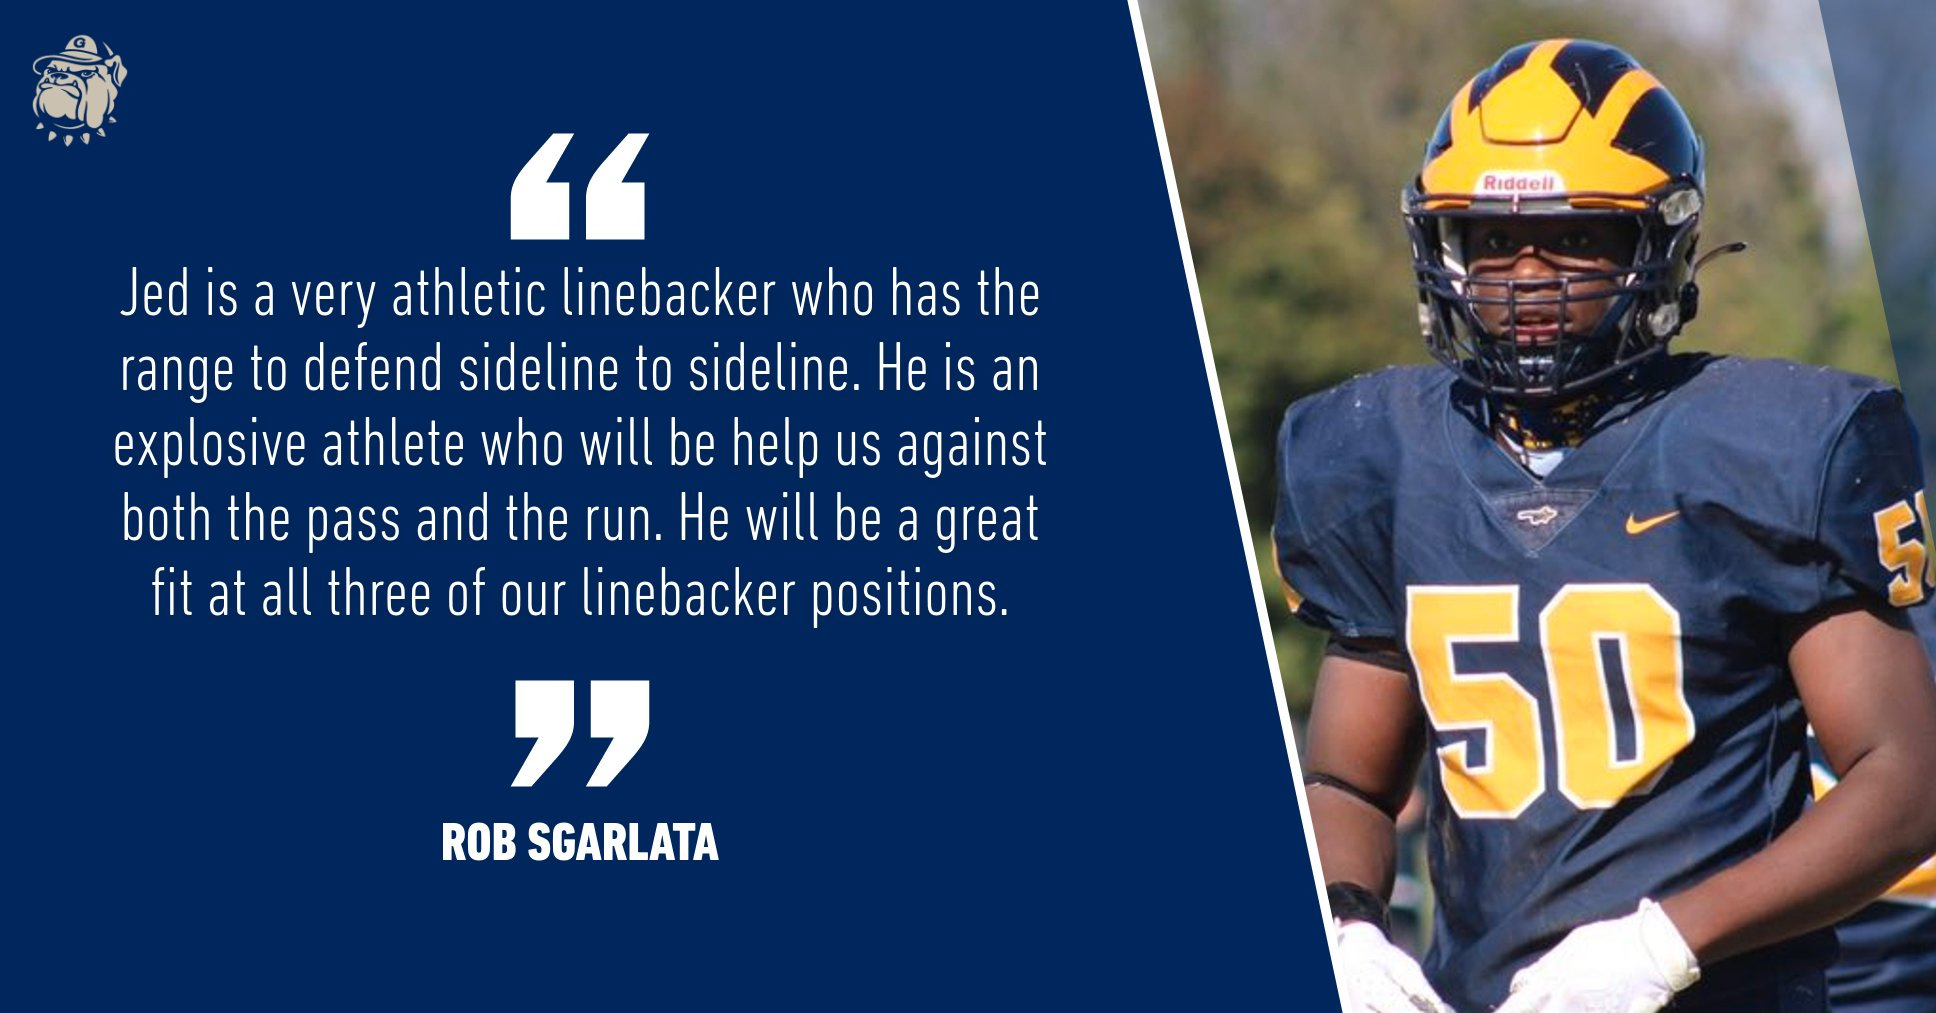 G
“
Jed is a very athletic linebacker who has the
range to defend sideline to sideline. He is an
explosive athlete who will be help us against
both the pass and the run. He will be a great
fit at all three of our linebacker positions.
”
ROB SGARLATA
Riddell
50